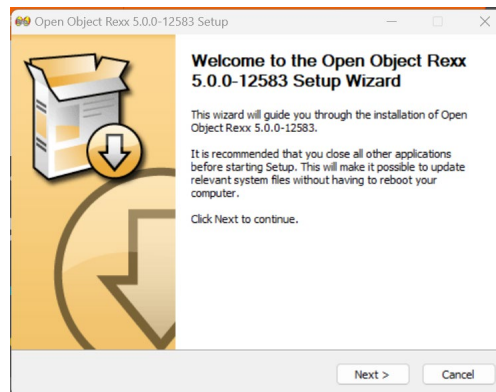 Open Object Rexx 5.0.0-12583 Setup
Welcome to the Open Object Rexx
5.0.0-12583 Setup Wizard
This wizard will guide you through the installation of Open
Object Rexx 5.0.0-12583.
It is recommended that you close all other applications
before starting Setup. This will make it possible to update
relevant system files without having to reboot your
computer.
Click Next to continue.
Next >
Cancel